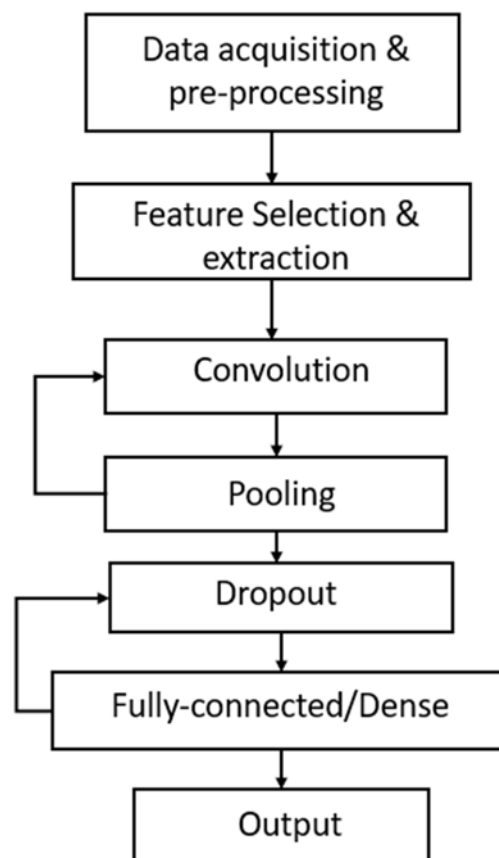 Data acquisition &
pre-processing
Feature Selection &
extraction
Convolution
Pooling
Dropout
Fully-connected/Dense
Output